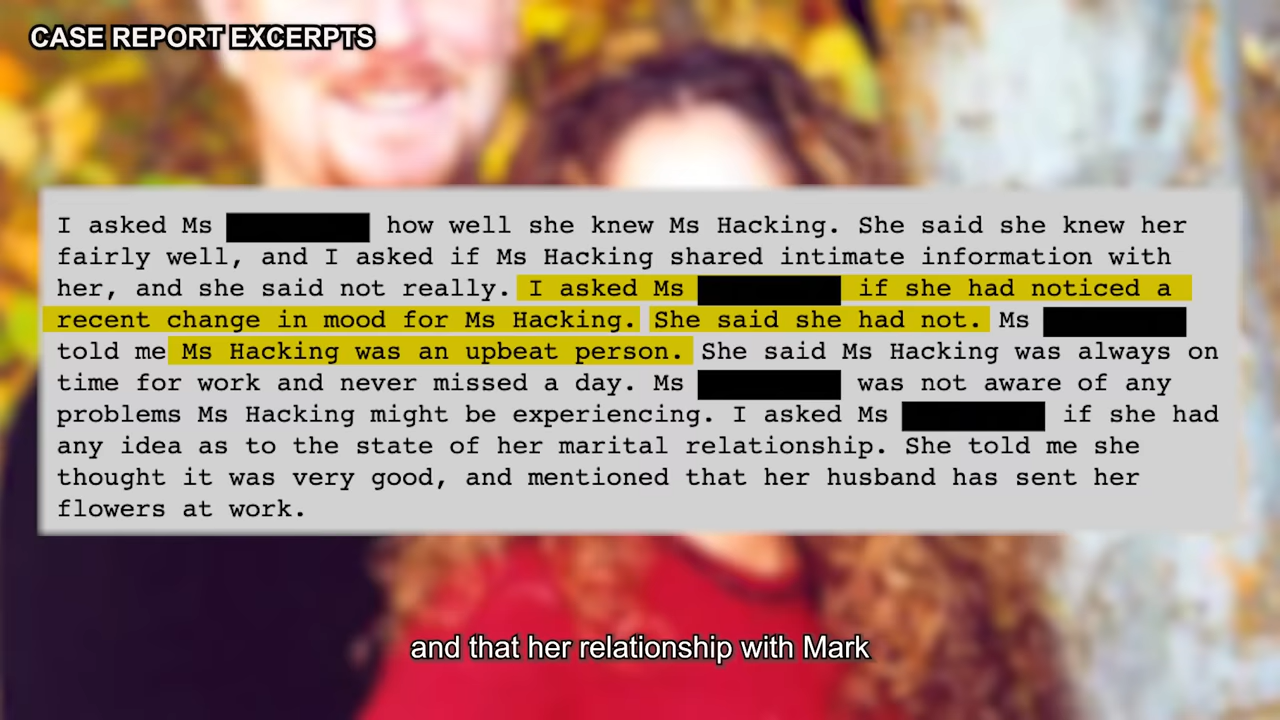 CASE REPORT EXCERPTS
I asked Ms how well she knew Ms Hacking. She said she knew her
fairly well, and I asked if Ms Hacking shared intimate information with
her, and she said not really. I asked Ms if she had noticed a
recent change in mood for Ms Hacking. She said she had not. Ms
told me Ms Hacking was an upbeat person. She said Ms Hacking was always on
time for work and never missed a day. Ms was not aware of any
problems Ms Hacking might be experiencing. I asked Ms if she had
any idea as to the state of her marital relationship. She told me she
thought it was very good, and mentioned that her husband has sent her
flowers at work.
and that her relationship with Mark